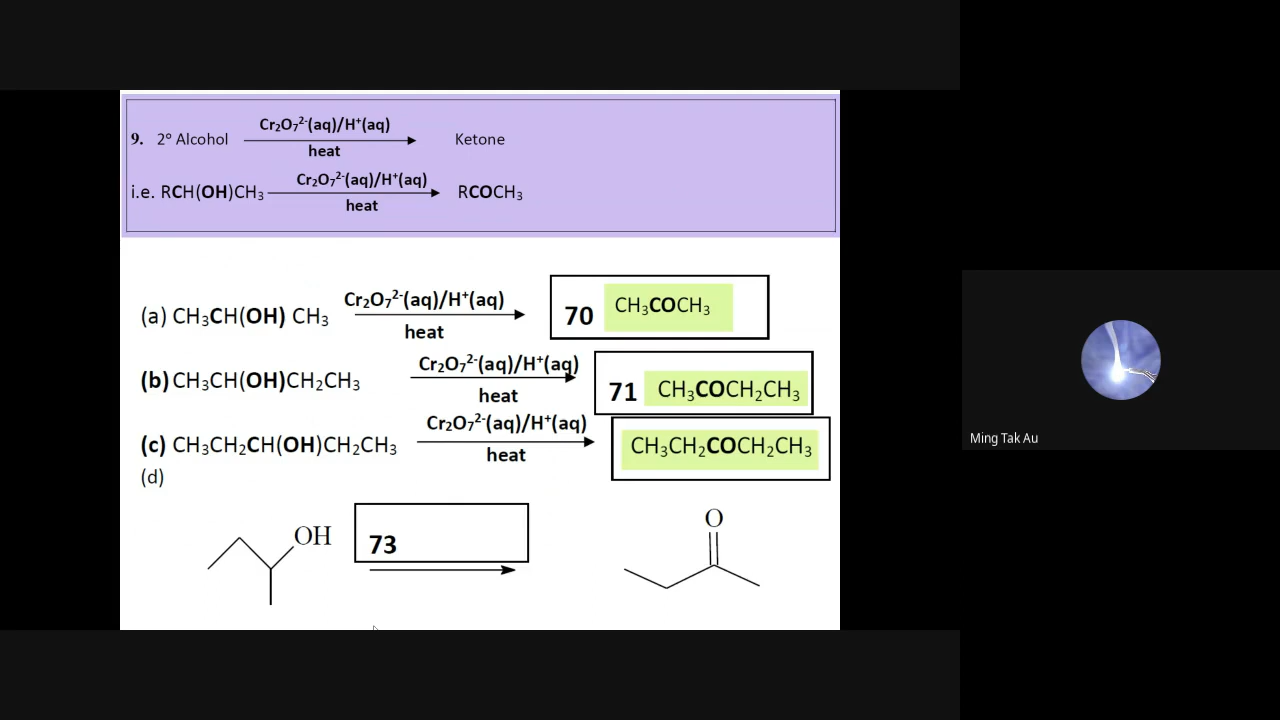 9. 2° Alcohol Cr₂O₇²⁻(aq)/H⁺(aq) heat Ketone
i.e. RCH(OH)CH₃ Cr₂O₇²⁻(aq)/H⁺(aq) heat RCOCH₃
(a) CH₃CH(OH) CH₃ Cr₂O₇²⁻(aq)/H⁺(aq) heat 70 CH₃COCH₃
(b) CH₃CH(OH)CH₂CH₃ Cr₂O₇²⁻(aq)/H⁺(aq) heat 71 CH₃COCH₂CH₃
(c) CH₃CH₂CH(OH)CH₂CH₃ Cr₂O₇²⁻(aq)/H⁺(aq) heat CH₃CH₂COCH₂CH₃
(d)
OH 73 O
Ming Tak Au